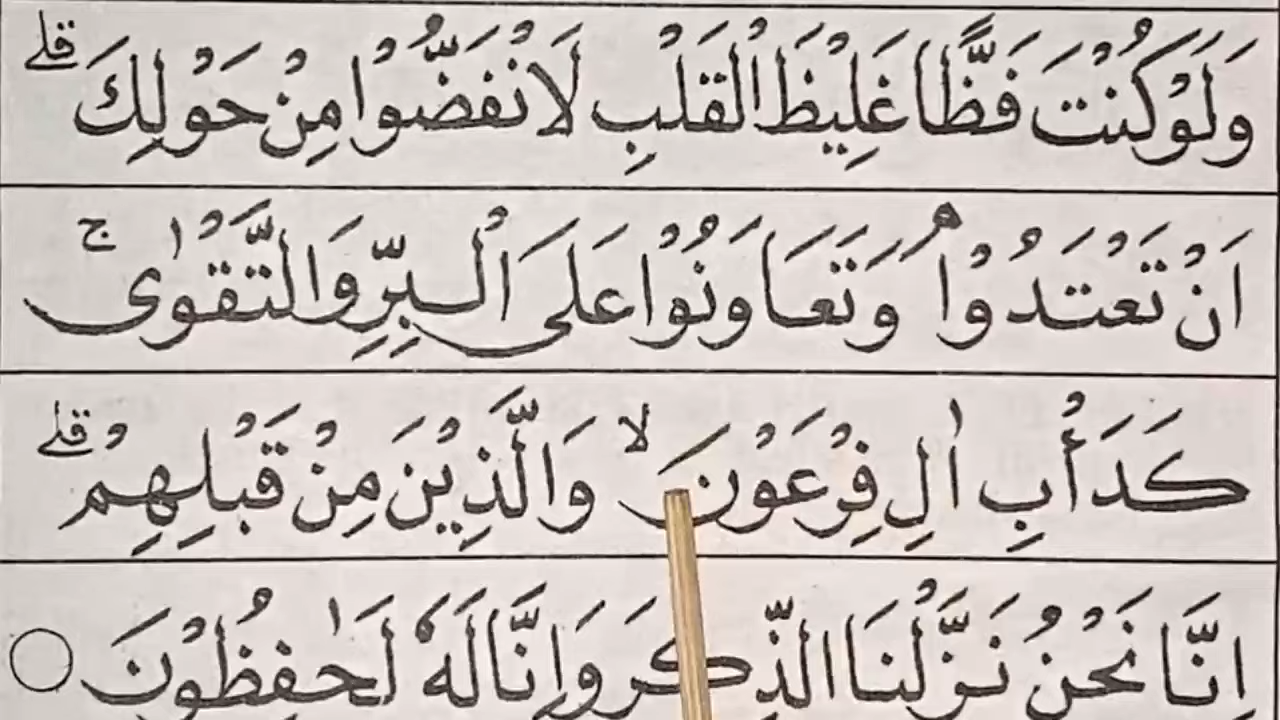 وَلَوْ كُنْتَ فَظًّا غَلِيْظَ الْقَلْبِ لَانْفَضُّوْا مِنْ حَوْلِكَ ۖ قلے
اَنْ تَعْتَدُوْا ۘ وَتَعَاوَنُوْا عَلَى الْبِرِّ وَالتَّقْوٰى ج
كَدَأْبِ اٰلِ فِرْعَوْنَ لا وَالَّذِيْنَ مِنْ قَبْلِهِمْ قلے
اِنَّا نَحْنُ نَزَّلْنَا الذِّكْرَ وَاِنَّا لَهٗ لَحٰفِظُوْنَ ○